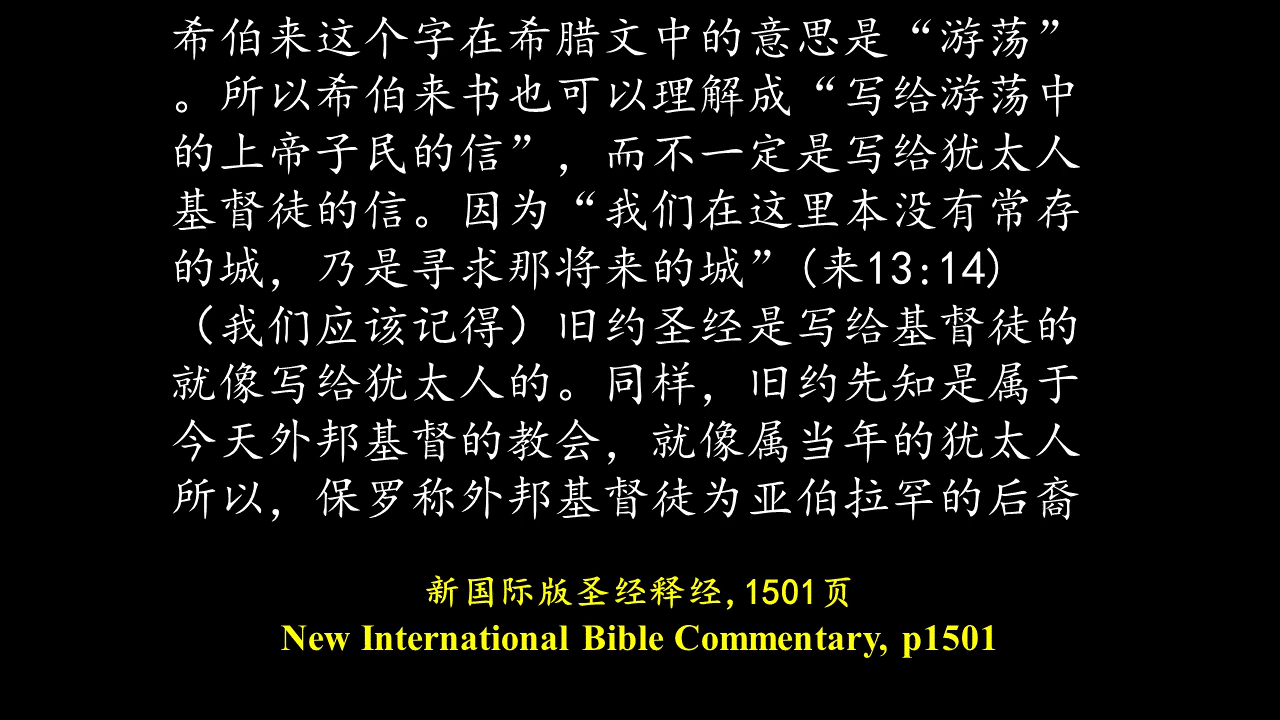 希伯来这个字在希腊文中的意思是“游荡”
。所以希伯来书也可以理解成“写给游荡中
的上帝子民的信”，而不一定是写给犹太人
基督徒的信。因为“我们在这里本没有常存
的城，乃是寻求那将来的城”(来13:14)
（我们应该记得）旧约圣经是写给基督徒的
就像写给犹太人的。同样，旧约先知是属于
今天外邦基督的教会，就像属当年的犹太人
所以，保罗称外邦基督徒为亚伯拉罕的后裔
新国际版圣经释经,1501页
New International Bible Commentary, p1501